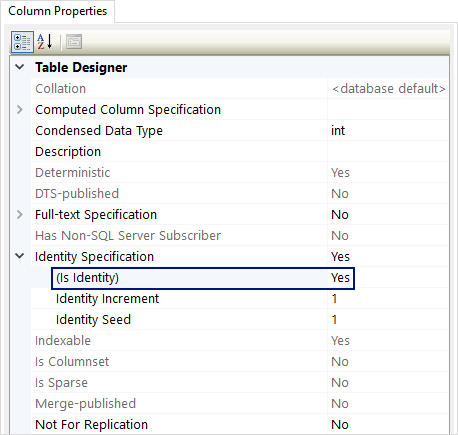 Column Properties
Table Designer
Collation <database default>
Computed Column Specification
Condensed Data Type int
Description
Deterministic Yes
DTS-published No
Full-text Specification No
Has Non-SQL Server Subscriber No
Identity Specification Yes
(Is Identity) Yes
Identity Increment 1
Identity Seed 1
Indexable Yes
Is Columnset No
Is Sparse No
Merge-published No
Not For Replication No